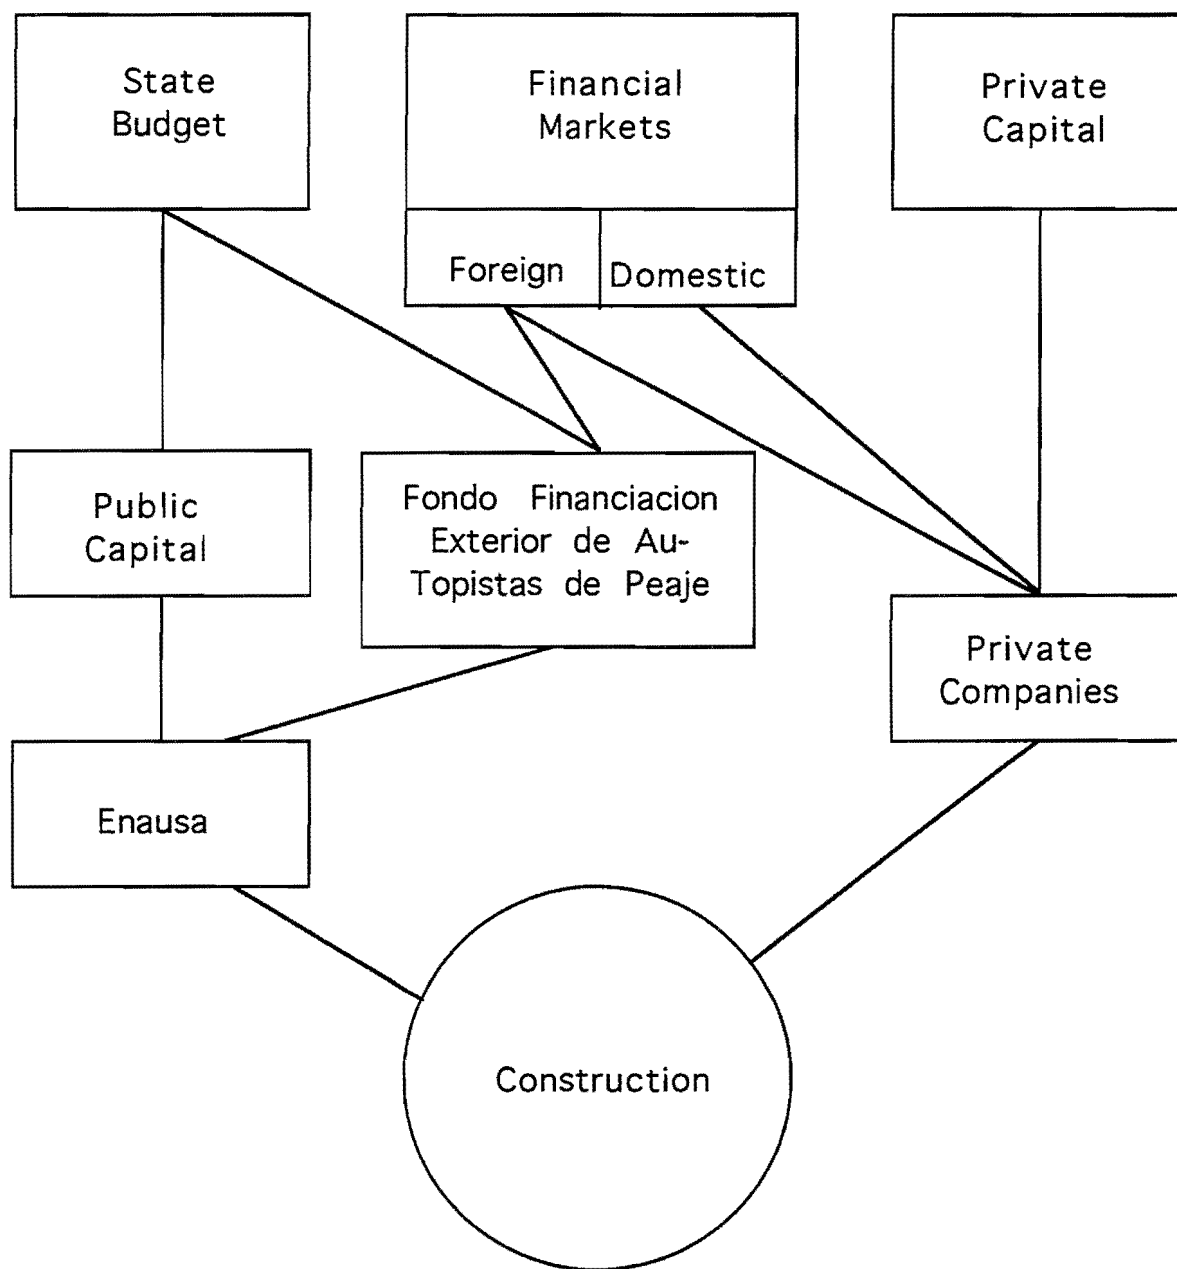 State
Budget
Financial
Markets
Private
Capital
Foreign
Domestic
Public
Capital
Fondo Financiacion
Exterior de Au-
Topistas de Peaje
Private
Companies
Enausa
Construction